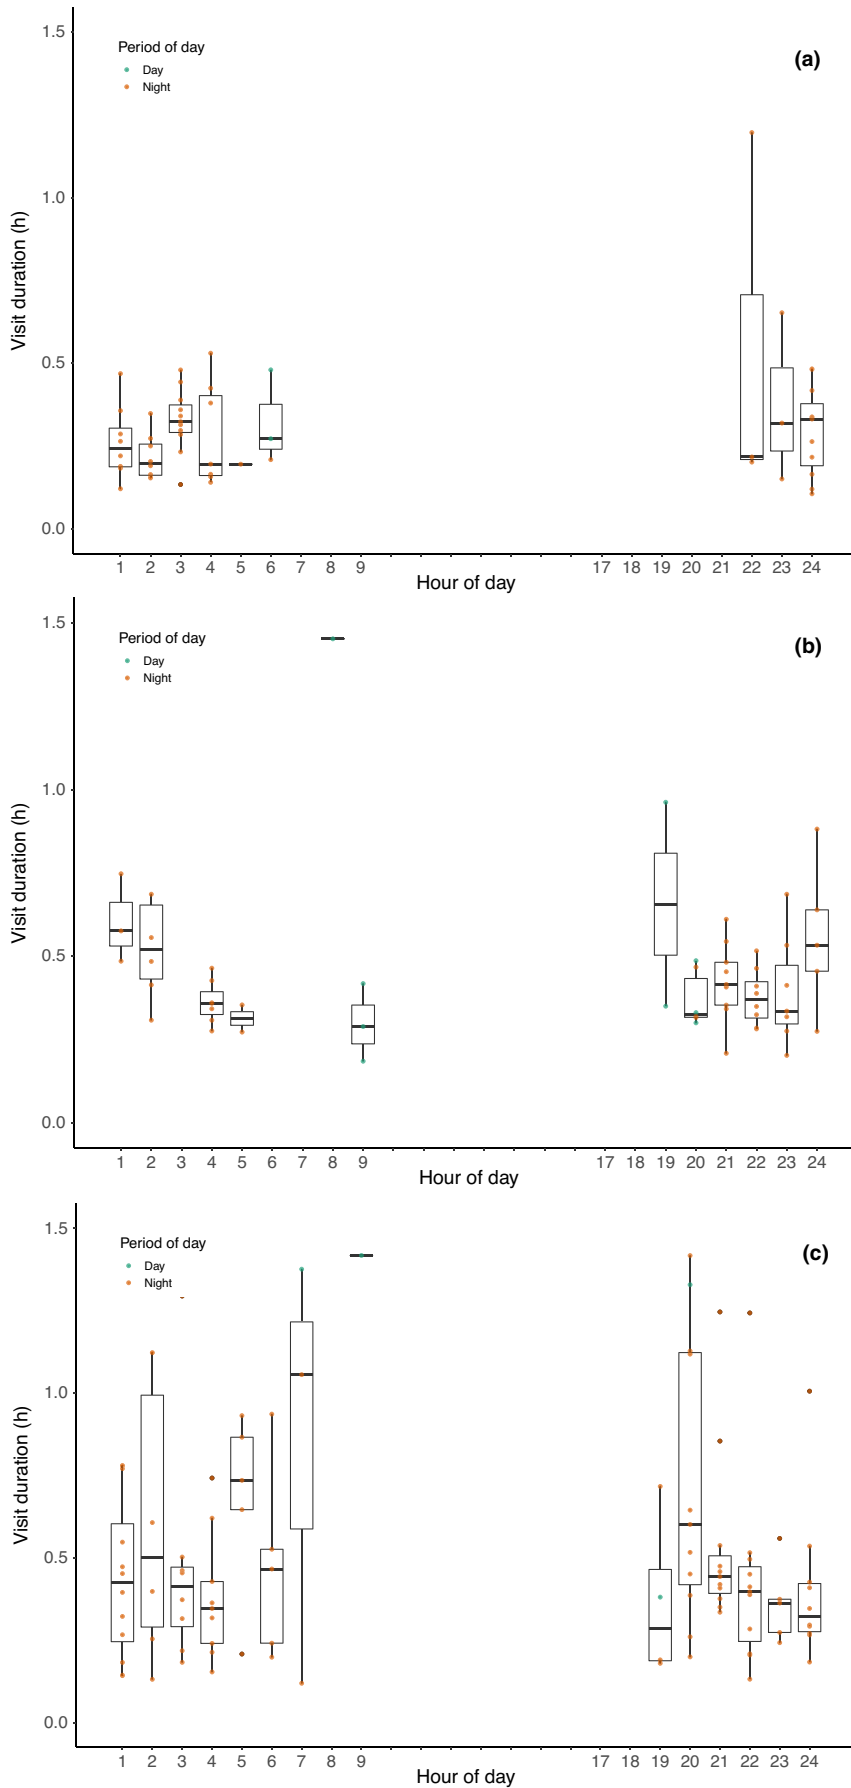 1.5
Period of day
(a)
Day
Night
1.0
Visit duration (h)
0.5
0.0
1 2 3 4 5 6 7 8 9 17 18 19 20 21 22 23 24
Hour of day
1.5
Period of day
(b)
Day
Night
1.0
Visit duration (h)
0.5
0.0
1 2 3 4 5 6 7 8 9 17 18 19 20 21 22 23 24
Hour of day
1.5
Period of day
(c)
Day
Night
1.0
Visit duration (h)
0.5
0.0
1 2 3 4 5 6 7 8 9 17 18 19 20 21 22 23 24
Hour of day